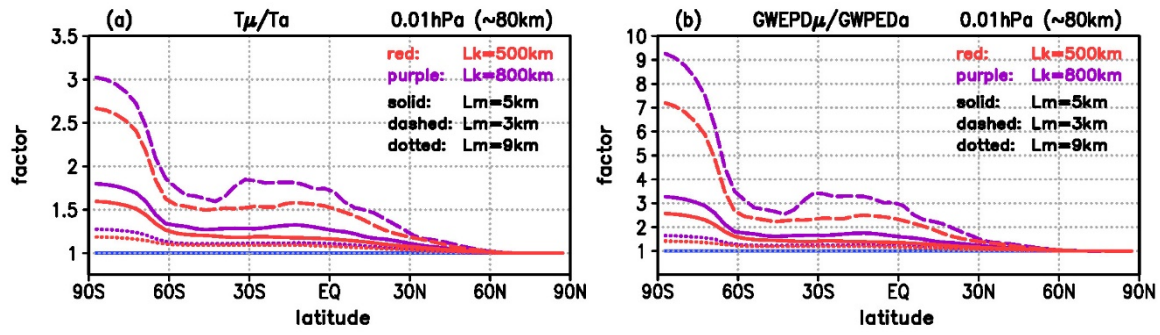 (a) Tμ/Ta 0.01hPa (~80km)
3.5
3
2.5
2
1.5
1
factor
red: Lk=500km
purple: Lk=800km
solid: Lm=5km
dashed: Lm=3km
dotted: Lm=9km
90S 60S 30S EQ 30N 60N 90N
latitude
(b) GWEPDμ/GWPEDa 0.01hPa (~80km)
10
9
8
7
6
5
4
3
2
1
factor
red: Lk=500km
purple: Lk=800km
solid: Lm=5km
dashed: Lm=3km
dotted: Lm=9km
90S 60S 30S EQ 30N 60N 90N
latitude